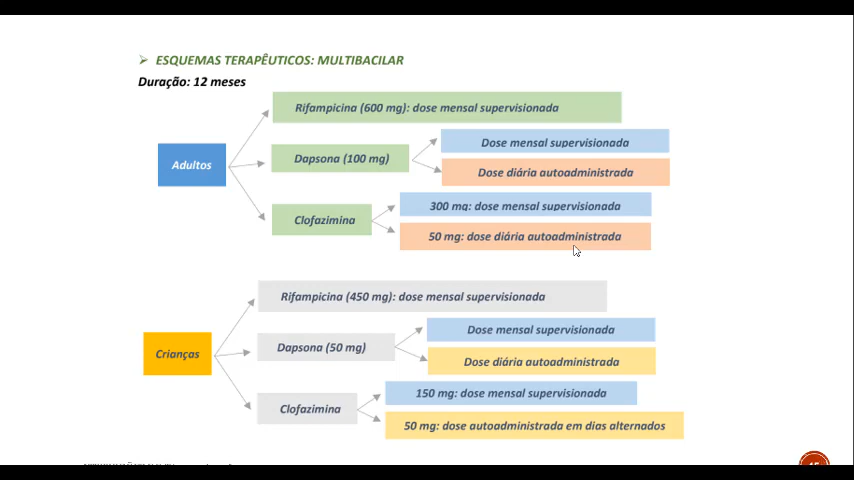 ESQUEMAS TERAPÊUTICOS: MULTIBACILAR
Duração: 12 meses
Rifampicina (600 mg): dose mensal supervisionada
Adultos
Dapsona (100 mg)
Dose mensal supervisionada
Dose diária autoadministrada
Clofazimina
300 mg: dose mensal supervisionada
50 mg: dose diária autoadministrada
Rifampicina (450 mg): dose mensal supervisionada
Crianças
Dapsona (50 mg)
Dose mensal supervisionada
Dose diária autoadministrada
Clofazimina
150 mg: dose mensal supervisionada
50 mg: dose autoadministrada em dias alternados